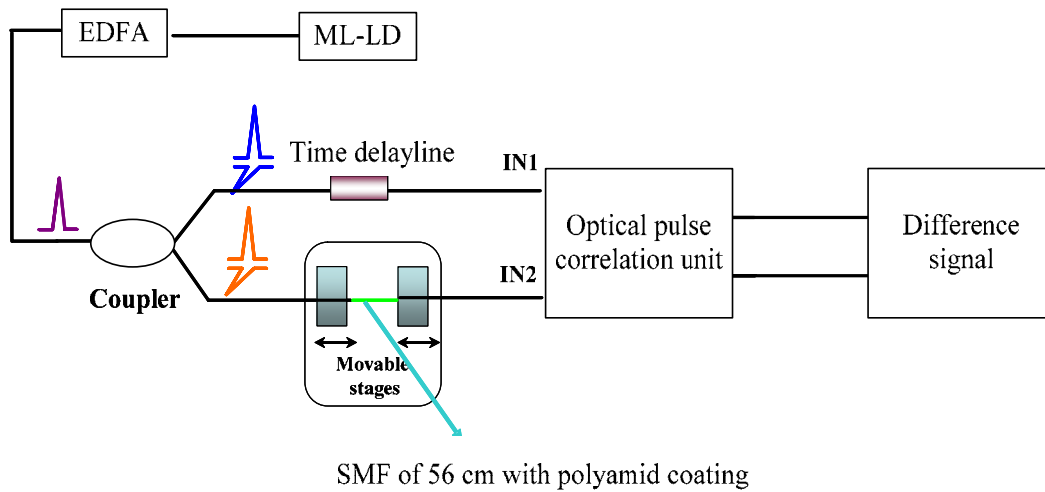 EDFA
ML-LD
Time delayline
IN1
Optical pulse
correlation unit
Difference
signal
IN2
Coupler
Movable
stages
SMF of 56 cm with polyamid coating